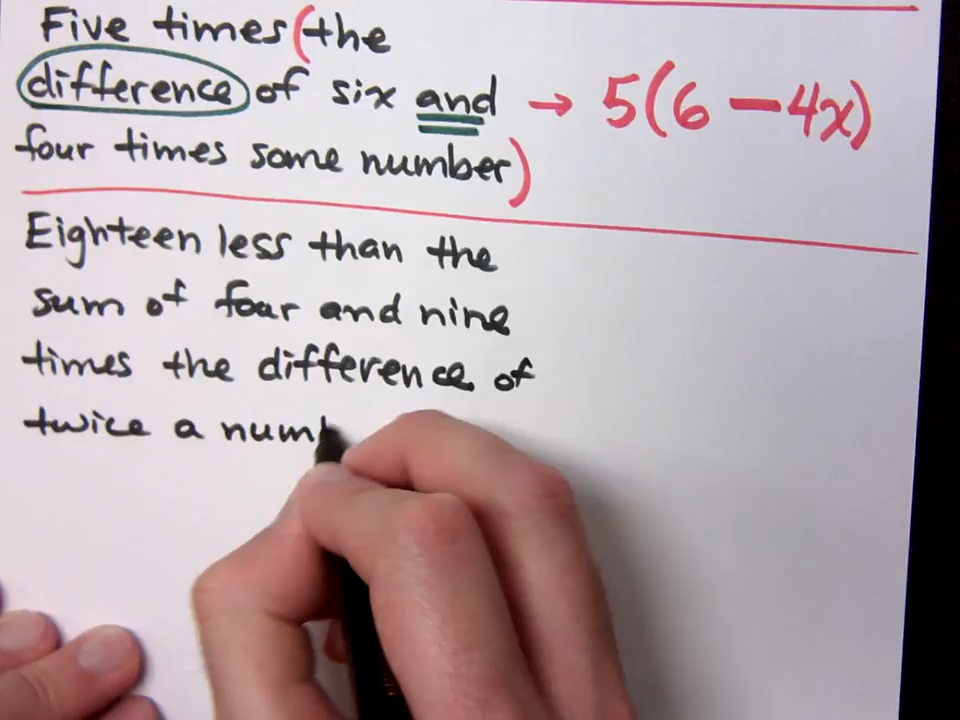 Five times (the
difference of six and → 5(6 - 4x)
four times some number)
Eighteen less than the
sum of four and nine
times the difference of
twice a